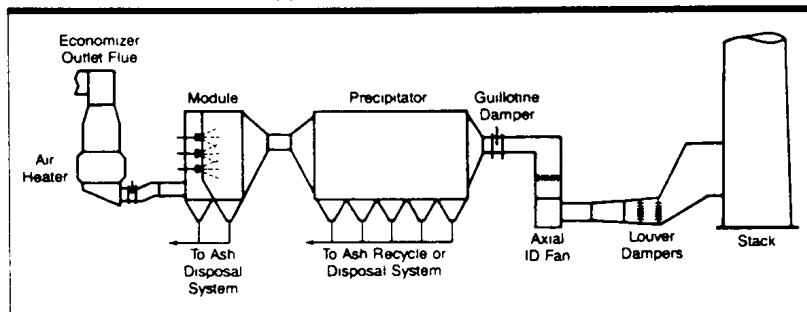 Economizer
Outlet Flue
Module
Precipitator
Guillotine
Damper
Air
Heater
To Ash
Disposal
System
To Ash Recycle or
Disposal System
Axial
ID Fan
Louver
Dampers
Stack